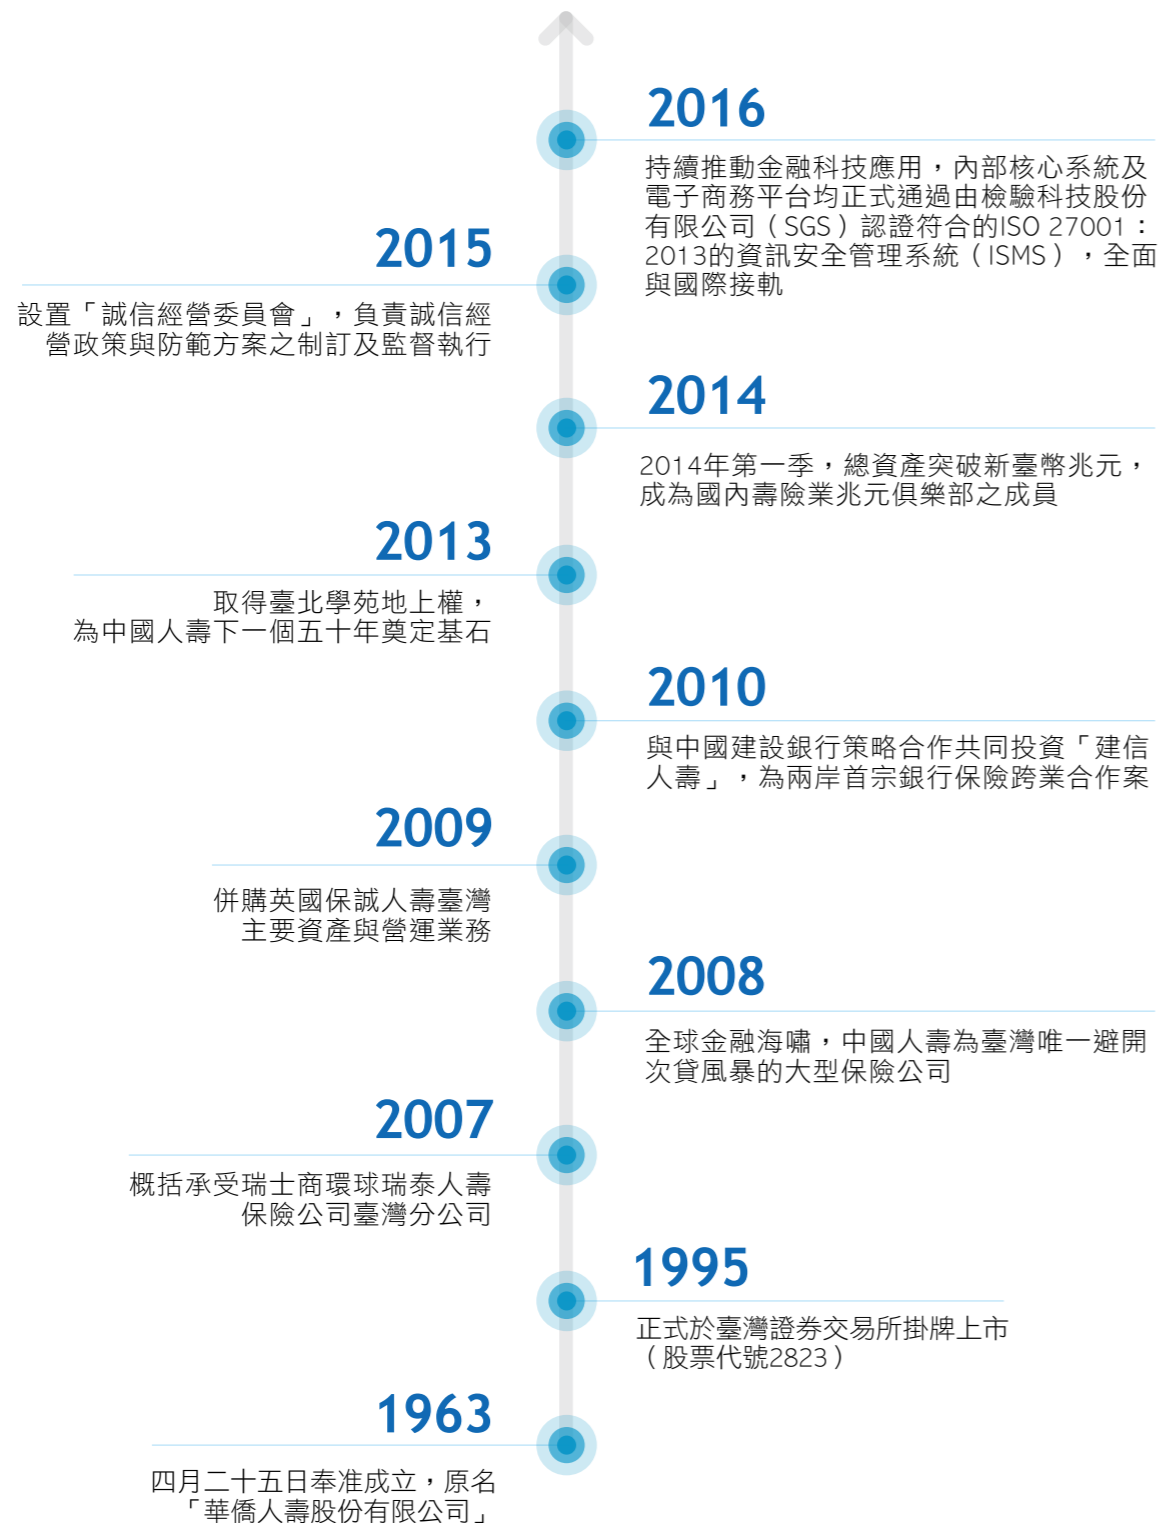 2016
持續推動金融科技應用，內部核心系統及
電子商務平台均正式通過由檢驗科技股份
有限公司（SGS）認證符合的ISO 27001：
2013的資訊安全管理系統（ISMS），全面
與國際接軌
2015
設置「誠信經營委員會」，負責誠信經
營政策與防範方案之制訂及監督執行
2014
2014年第一季，總資產突破新臺幣兆元，
成為國內壽險業兆元俱樂部之成員
2013
取得臺北學苑地上權，
為中國人壽下一個五十年奠定基石
2010
與中國建設銀行策略合作共同投資「建信
人壽」，為兩岸首宗銀行保險跨業合作案
2009
併購英國保誠人壽臺灣
主要資產與營運業務
2008
全球金融海嘯，中國人壽為臺灣唯一避開
次貸風暴的大型保險公司
2007
概括承受瑞士商環球瑞泰人壽
保險公司臺灣分公司
1995
正式於臺灣證券交易所掛牌上市
（股票代號2823）
1963
四月二十五日奉准成立，原名
「華僑人壽股份有限公司」